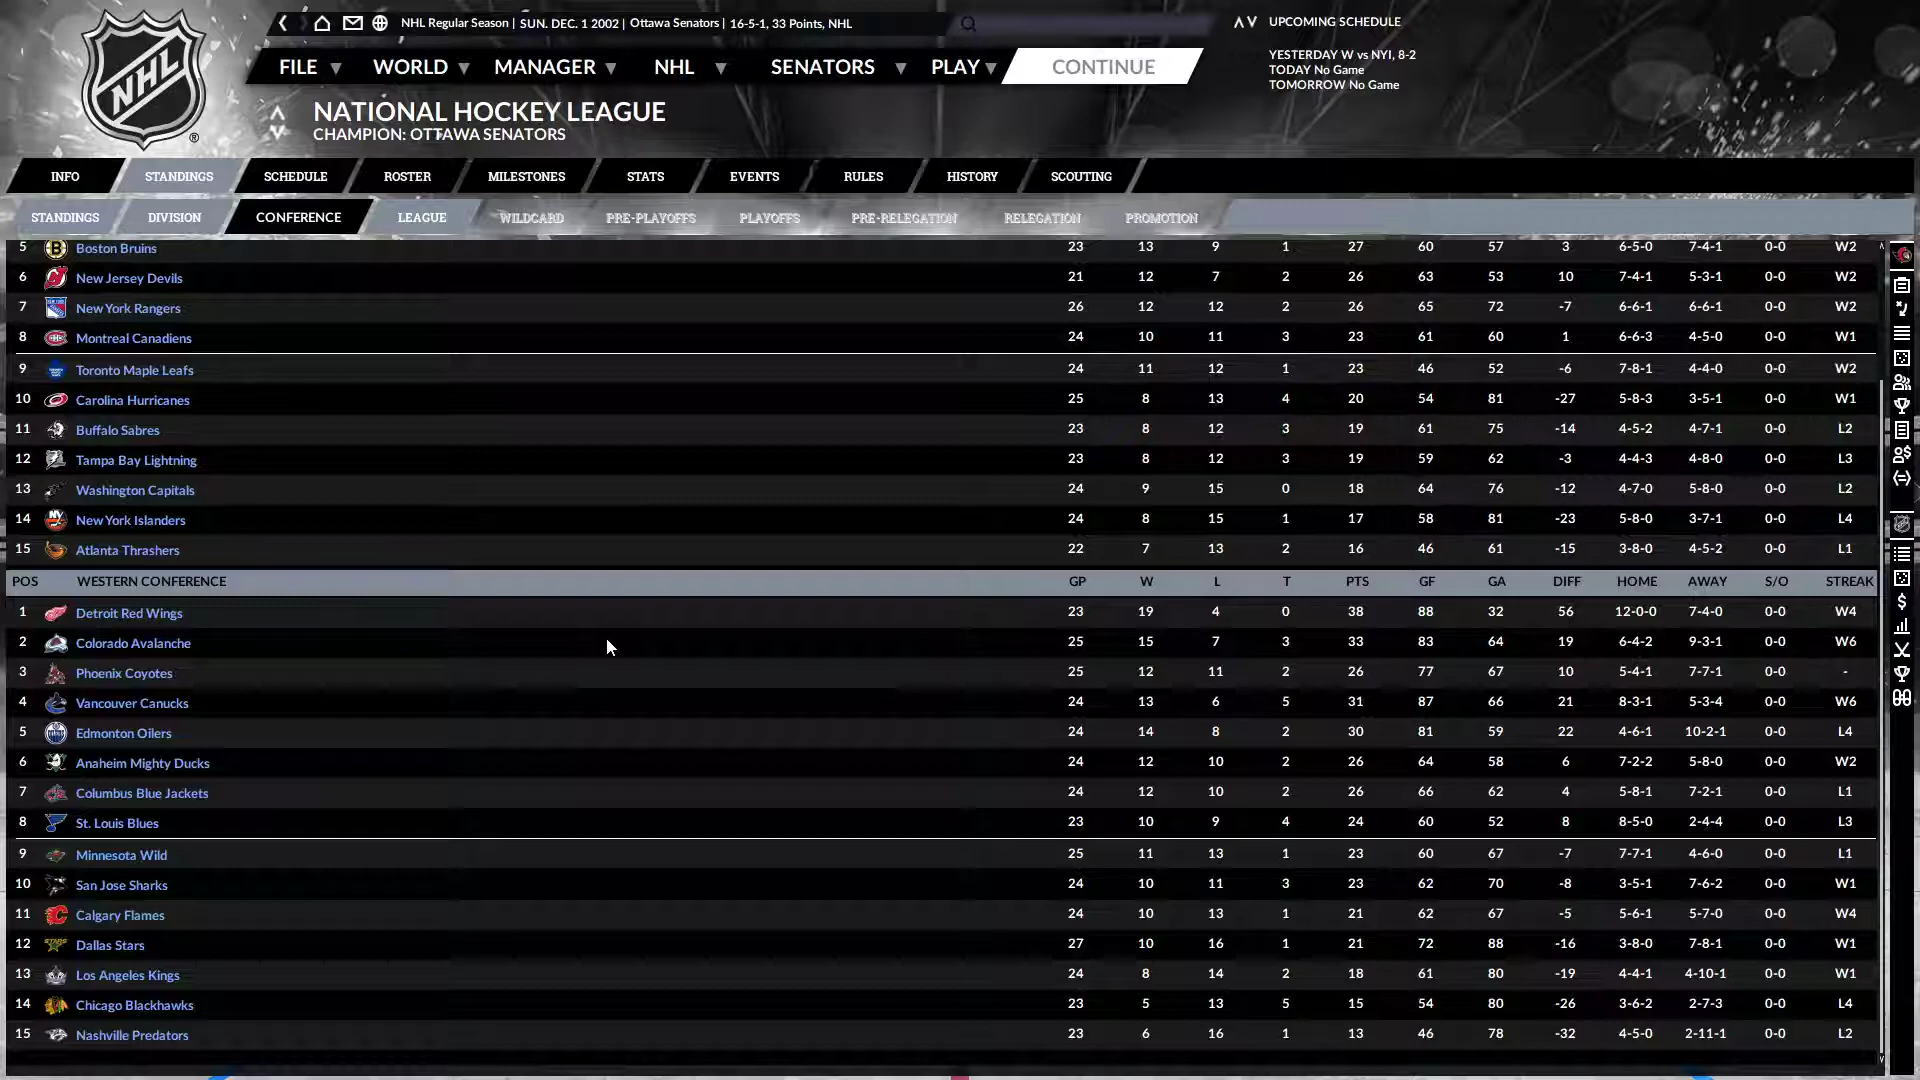 NHL Regular Season | SUN. DEC. 1 2002 | Ottawa Senators | 16-5-1, 33 Points, NHL
UPCOMING SCHEDULE
YESTERDAY W vs NYI, 8-2
TODAY No Game
TOMORROW No Game
NHL
FILE WORLD MANAGER NHL SENATORS PLAY CONTINUE
NATIONAL HOCKEY LEAGUE
CHAMPION: OTTAWA SENATORS
INFO STANDINGS SCHEDULE ROSTER MILESTONES STATS EVENTS RULES HISTORY SCOUTING
STANDINGS DIVISION CONFERENCE LEAGUE WILDCARD PRE-PLAYOFFS PLAYOFFS PRE-RELEGATION RELEGATION PROMOTION
5 Boston Bruins 23 13 9 1 27 60 57 3 6-5-0 7-4-1 0-0 W2
6 New Jersey Devils 21 12 7 2 26 63 53 10 7-4-1 5-3-1 0-0 W2
7 New York Rangers 26 12 12 2 26 65 72 -7 6-6-1 6-6-1 0-0 W2
8 Montreal Canadiens 24 10 11 3 23 61 60 1 6-6-3 4-5-0 0-0 W1
9 Toronto Maple Leafs 24 11 12 1 23 46 52 -6 7-8-1 4-4-0 0-0 W2
10 Carolina Hurricanes 25 8 13 4 20 54 81 -27 5-8-3 3-5-1 0-0 W1
11 Buffalo Sabres 23 8 12 3 19 61 75 -14 4-5-2 4-7-1 0-0 L2
12 Tampa Bay Lightning 23 8 12 3 19 59 62 -3 4-4-3 4-8-0 0-0 L3
13 Washington Capitals 24 9 15 0 18 64 76 -12 4-7-0 5-8-0 0-0 L2
14 New York Islanders 24 8 15 1 17 58 81 -23 5-8-0 3-7-1 0-0 L4
15 Atlanta Thrashers 22 7 13 2 16 46 61 -15 3-8-0 4-5-2 0-0 L1
POS WESTERN CONFERENCE GP W L T PTS GF GA DIFF HOME AWAY S/O STREAK
1 Detroit Red Wings 23 19 4 0 38 88 32 56 12-0-0 7-4-0 0-0 W4
2 Colorado Avalanche 25 15 7 3 33 83 64 19 6-4-2 9-3-1 0-0 W6
3 Phoenix Coyotes 25 12 11 2 26 77 67 10 5-4-1 7-7-1 0-0 -
4 Vancouver Canucks 24 13 6 5 31 87 66 21 8-3-1 5-3-4 0-0 W6
5 Edmonton Oilers 24 14 8 2 30 81 59 22 4-6-1 10-2-1 0-0 L4
6 Anaheim Mighty Ducks 24 12 10 2 26 64 58 6 7-2-2 5-8-0 0-0 W2
7 Columbus Blue Jackets 24 12 10 2 26 66 62 4 5-8-1 7-2-1 0-0 L1
8 St. Louis Blues 23 10 9 4 24 60 52 8 8-5-0 2-4-4 0-0 L3
9 Minnesota Wild 25 11 13 1 23 60 67 -7 7-7-1 4-6-0 0-0 L1
10 San Jose Sharks 24 10 11 3 23 62 70 -8 3-5-1 7-6-2 0-0 W1
11 Calgary Flames 24 10 13 1 21 62 67 -5 5-6-1 5-7-0 0-0 W4
12 Dallas Stars 27 10 16 1 21 72 88 -16 3-8-0 7-8-1 0-0 W1
13 Los Angeles Kings 24 8 14 2 18 61 80 -19 4-4-1 4-10-1 0-0 W1
14 Chicago Blackhawks 23 5 13 5 15 54 80 -26 3-6-2 2-7-3 0-0 L4
15 Nashville Predators 23 6 16 1 13 46 78 -32 4-5-0 2-11-1 0-0 L2